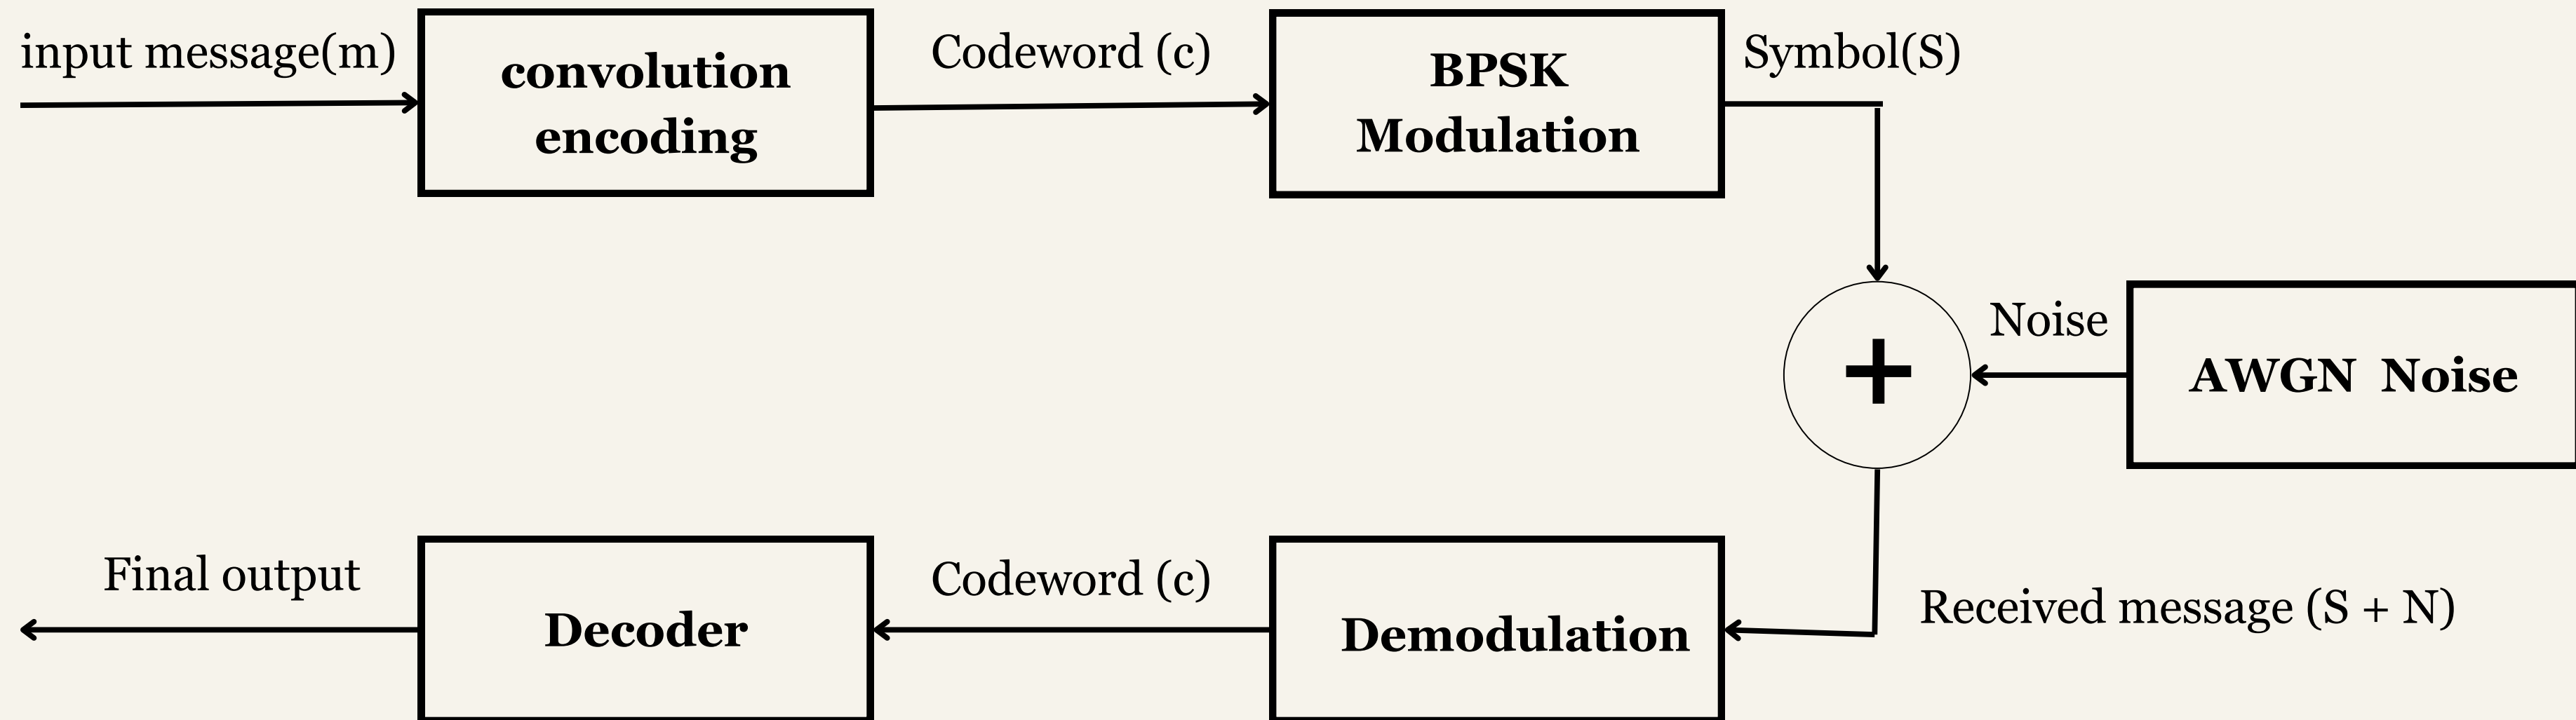 input message(m)
convolution
encoding
Codeword (c)
BPSK
Modulation
Symbol(S)
+
Noise
AWGN Noise
Received message (S + N)
Demodulation
Codeword (c)
Decoder
Final output